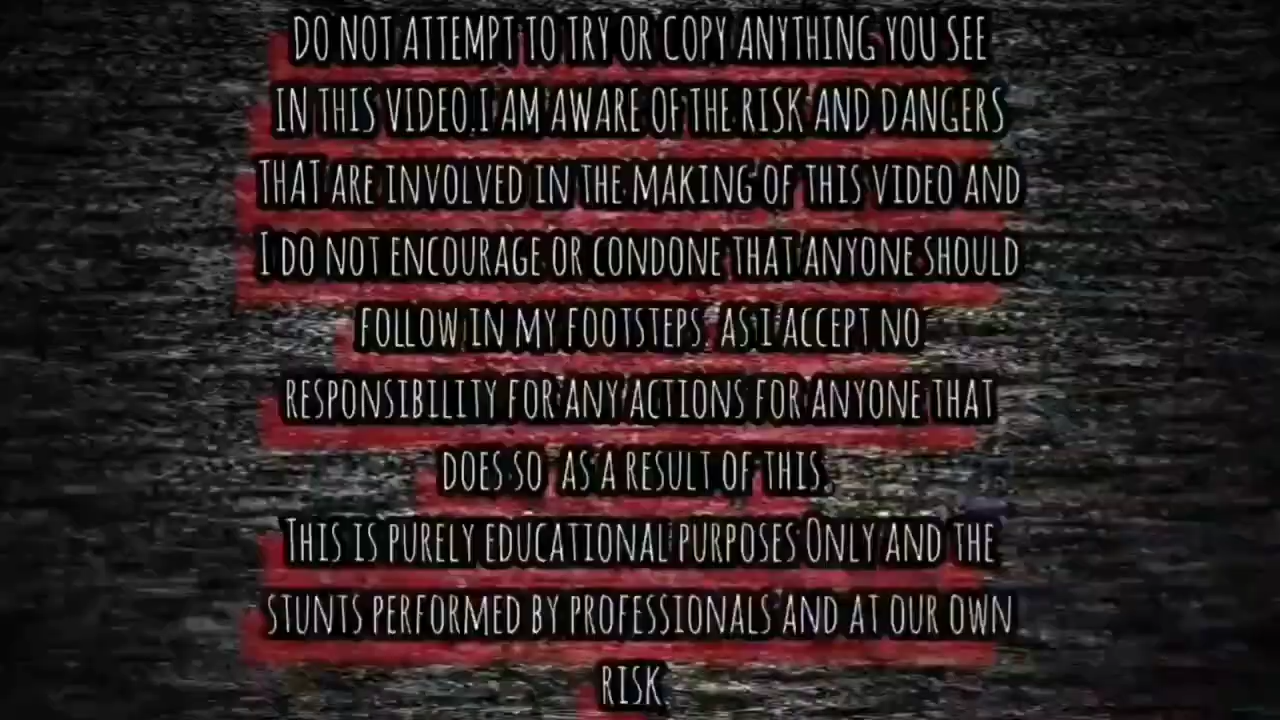 DO NOT ATTEMPT TO TRY OR COPY ANYTHING YOU SEE
IN THIS VIDEO.I AM AWARE OF THE RISK AND DANGERS
THAT ARE INVOLVED IN THE MAKING OF THIS VIDEO AND
I DO NOT ENCOURAGE OR CONDONE THAT ANYONE SHOULD
FOLLOW IN MY FOOTSTEPS. AS I ACCEPT NO
RESPONSIBILITY FOR ANY ACTIONS FOR ANYONE THAT
DOES SO AS A RESULT OF THIS.
THIS IS PURELY EDUCATIONAL PURPOSES ONLY AND THE
STUNTS PERFORMED BY PROFESSIONALS AND AT OUR OWN
RISK.